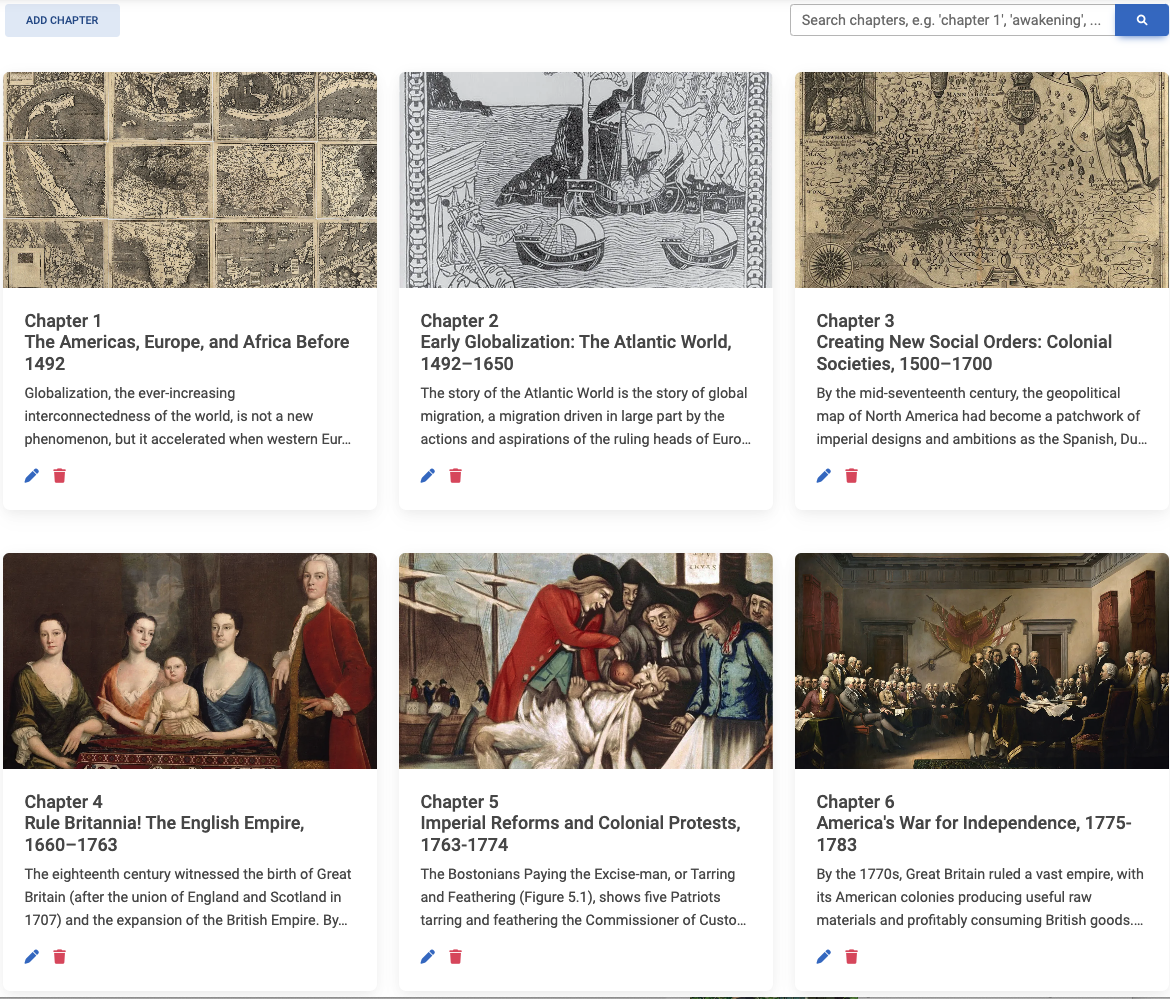 ADD CHAPTER
Search chapters, e.g. 'chapter 1', 'awakening', ...
Chapter 1
The Americas, Europe, and Africa Before
1492
Globalization, the ever-increasing
interconnectedness of the world, is not a new
phenomenon, but it accelerated when western Eur...
Chapter 2
Early Globalization: The Atlantic World,
1492–1650
The story of the Atlantic World is the story of global
migration, a migration driven in large part by the
actions and aspirations of the ruling heads of Euro...
Chapter 3
Creating New Social Orders: Colonial
Societies, 1500–1700
By the mid-seventeenth century, the geopolitical
map of North America had become a patchwork of
imperial designs and ambitions as the Spanish, Du...
Chapter 4
Rule Britannia! The English Empire,
1660–1763
The eighteenth century witnessed the birth of Great
Britain (after the union of England and Scotland in
1707) and the expansion of the British Empire. By...
Chapter 5
Imperial Reforms and Colonial Protests,
1763-1774
The Bostonians Paying the Excise-man, or Tarring
and Feathering (Figure 5.1), shows five Patriots
tarring and feathering the Commissioner of Custo...
Chapter 6
America's War for Independence, 1775-
1783
By the 1770s, Great Britain ruled a vast empire, with
its American colonies producing useful raw
materials and profitably consuming British goods....